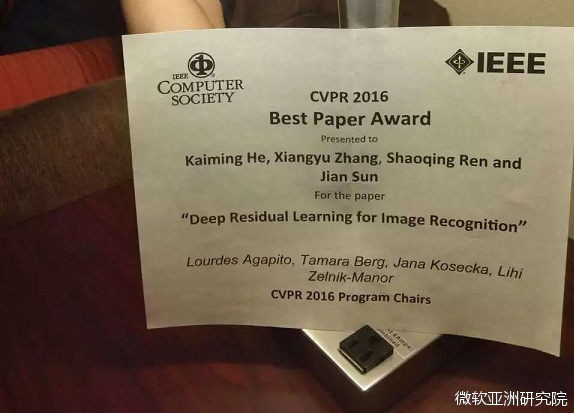 IEEE
COMPUTER
SOCIETY
IEEE
CVPR 2016
Best Paper Award
Presented to
Kaiming He, Xiangyu Zhang, Shaoqing Ren and
Jian Sun
For the paper
“Deep Residual Learning for Image Recognition”
Lourdes Agapito, Tamara Berg, Jana Kosecka, Lihi
Zelnik-Manor
CVPR 2016 Program Chairs
微软亚洲研究院